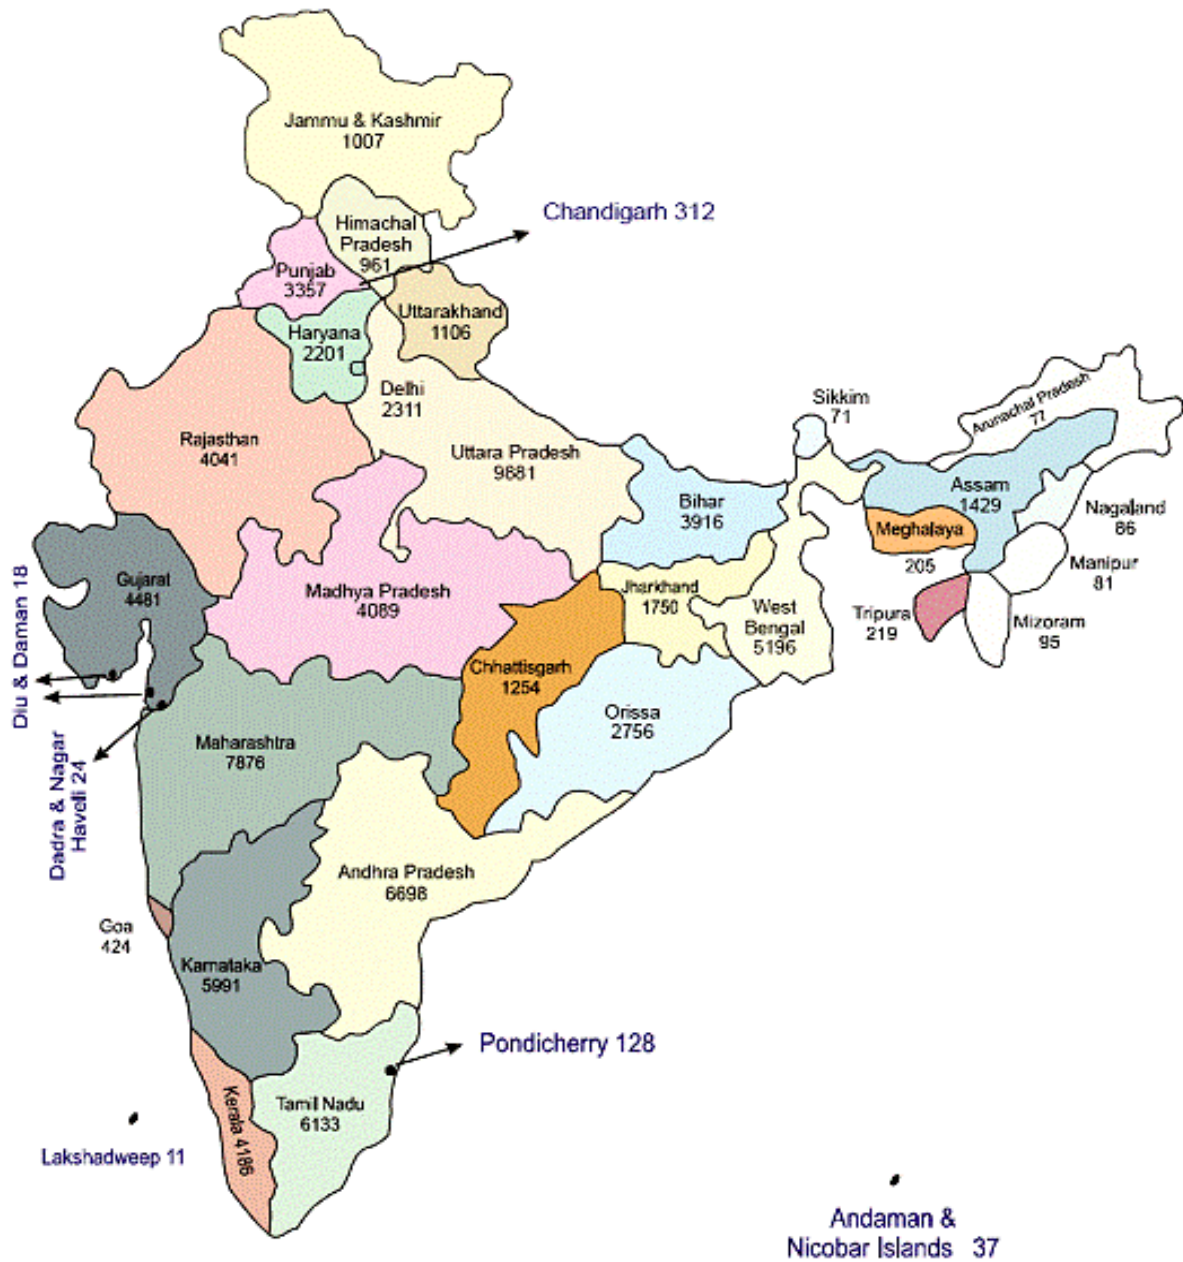 Jammu & Kashmir
1007
Himachal
Pradesh
961
Chandigarh 312
Punjab
3357
Uttarakhand
1106
Haryana
2201
Delhi
2311
Sikkim
71
Arunachal Pradesh
77
Rajasthan
4041
Uttara Pradesh
9881
Bihar
3916
Assam
1429
Nagaland
86
Meghalaya
205
Manipur
81
Gujarat
4481
Madhya Pradesh
4089
Jharkhand
1750
West
Bengal
5196
Tripura
219
Mizoram
95
Diu & Daman 18
Chhattisgarh
1254
Orissa
2756
Maharashtra
7876
Dadra & Nagar
Haveli 24
Andhra Pradesh
6698
Goa
424
Karnataka
5991
Pondicherry 128
Tamil Nadu
6133
Kerala 4186
Lakshadweep 11
Andaman &
Nicobar Islands 37